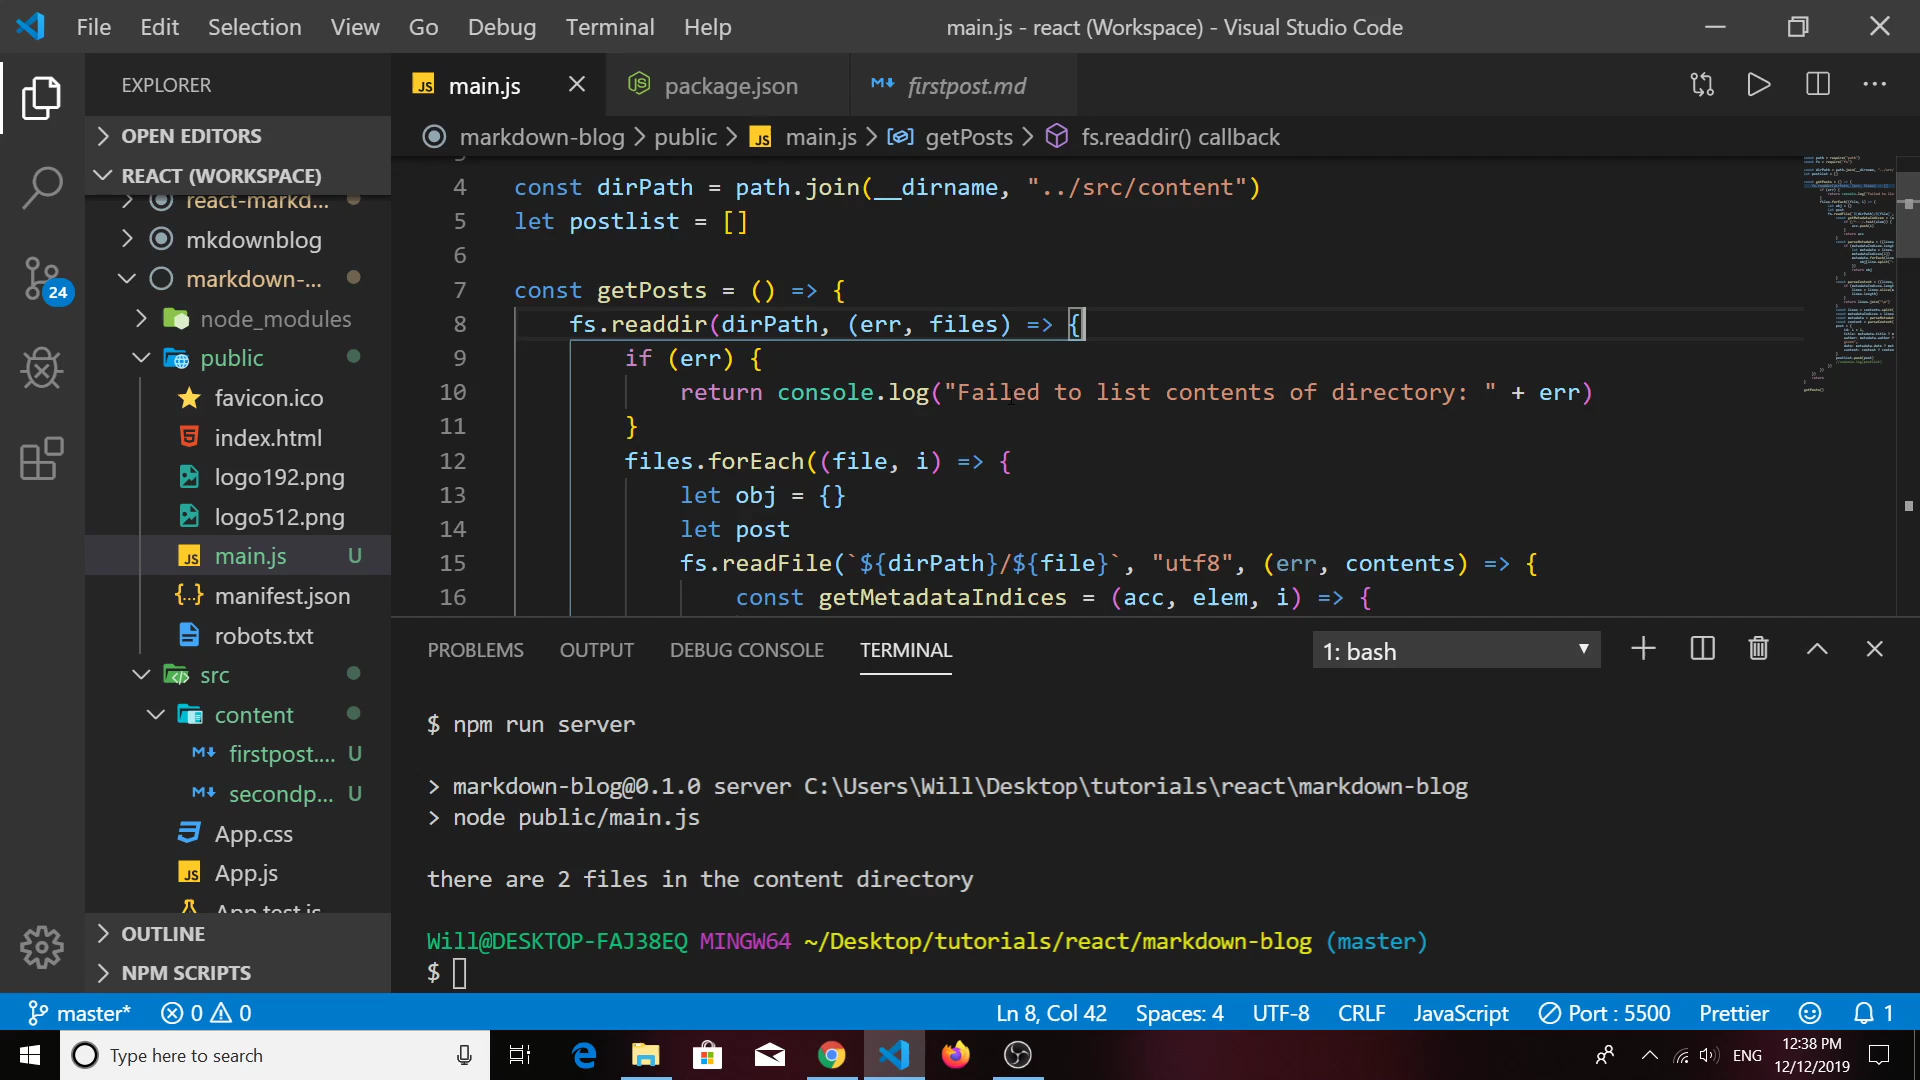 File Edit Selection View Go Debug Terminal Help
main.js - react (Workspace) - Visual Studio Code
EXPLORER
OPEN EDITORS
REACT (WORKSPACE)
react-markd...
mkdownblog
markdown-...
node_modules
public
favicon.ico
index.html
logo192.png
logo512.png
main.js U
manifest.json
robots.txt
src
content
firstpost.... U
secondp... U
App.css
App.js
App.test.js
OUTLINE
NPM SCRIPTS
24
main.js
package.json
firstpost.md
markdown-blog > public > main.js > getPosts > fs.readdir() callback
4 const dirPath = path.join(__dirname, "../src/content")
5 let postlist = []
6
7 const getPosts = () => {
8 fs.readdir(dirPath, (err, files) => {
9 if (err) {
10 return console.log("Failed to list contents of directory: " + err)
11 }
12 files.forEach((file, i) => {
13 let obj = {}
14 let post
15 fs.readFile(`${dirPath}/${file}`, "utf8", (err, contents) => {
16 const getMetadataIndices = (acc, elem, i) => {
PROBLEMS OUTPUT DEBUG CONSOLE TERMINAL
1: bash
$ npm run server
> markdown-blog@0.1.0 server C:\Users\Will\Desktop\tutorials\react\markdown-blog
> node public/main.js
there are 2 files in the content directory
Will@DESKTOP-FAJ38EQ MINGW64 ~/Desktop/tutorials/react/markdown-blog (master)
$
master* 0 0
Ln 8, Col 42 Spaces: 4 UTF-8 CRLF JavaScript Port : 5500 Prettier 1
Type here to search
ENG
12:38 PM
12/12/2019